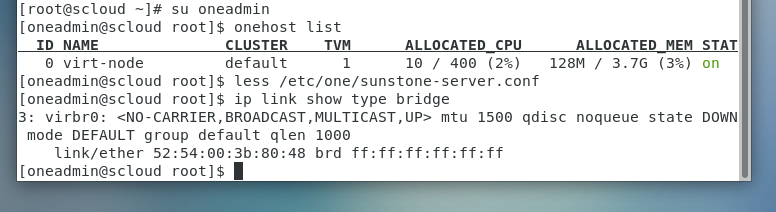 [root@scloud ~]# su oneadmin
[oneadmin@scloud root]$ onehost list
  ID NAME               CLUSTER    TVM      ALLOCATED_CPU      ALLOCATED_MEM STAT
   0 virt-node          default      1      10 / 400 (2%)   128M / 3.7G (3%) on
[oneadmin@scloud root]$ less /etc/one/sunstone-server.conf
[oneadmin@scloud root]$ ip link show type bridge
3: virbr0: <NO-CARRIER,BROADCAST,MULTICAST,UP> mtu 1500 qdisc noqueue state DOWN
 mode DEFAULT group default qlen 1000
    link/ether 52:54:00:3b:80:48 brd ff:ff:ff:ff:ff:ff
[oneadmin@scloud root]$